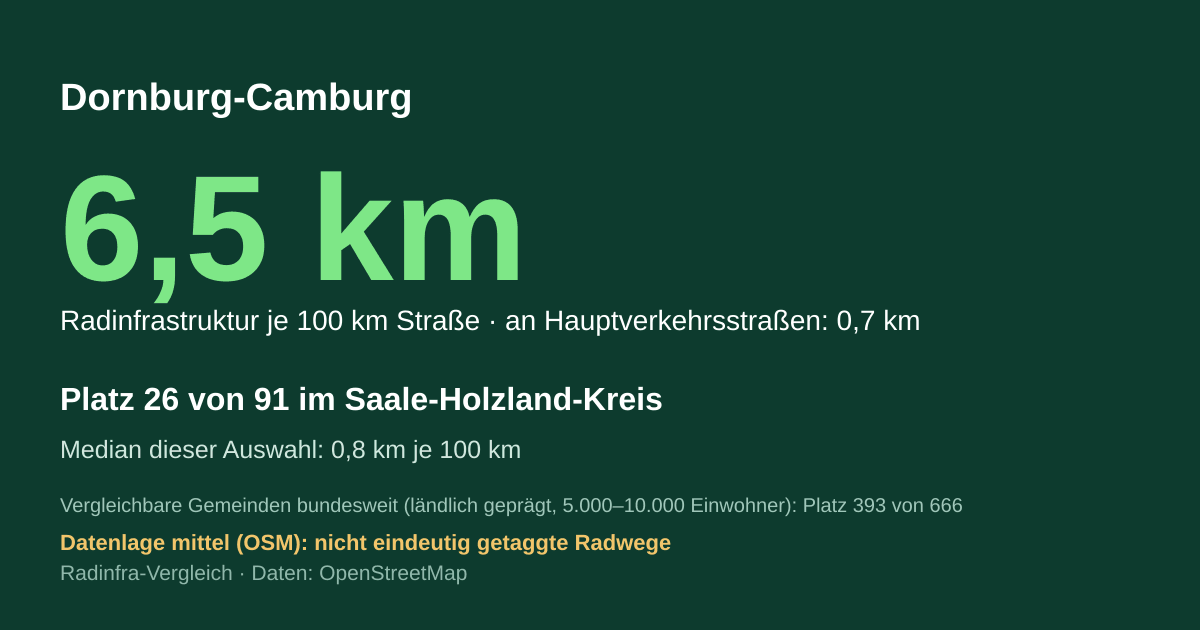 Dornburg-Camburg
6,5 km
Radinfrastruktur je 100 km Straße · an Hauptverkehrsstraßen: 0,7 km
Platz 26 von 91 im Saale-Holzland-Kreis
Median dieser Auswahl: 0,8 km je 100 km
Vergleichbare Gemeinden bundesweit (ländlich geprägt, 5.000–10.000 Einwohner): Platz 393 von 666
Datenlage mittel (OSM): nicht eindeutig getaggte Radwege
Radinfra-Vergleich · Daten: OpenStreetMap